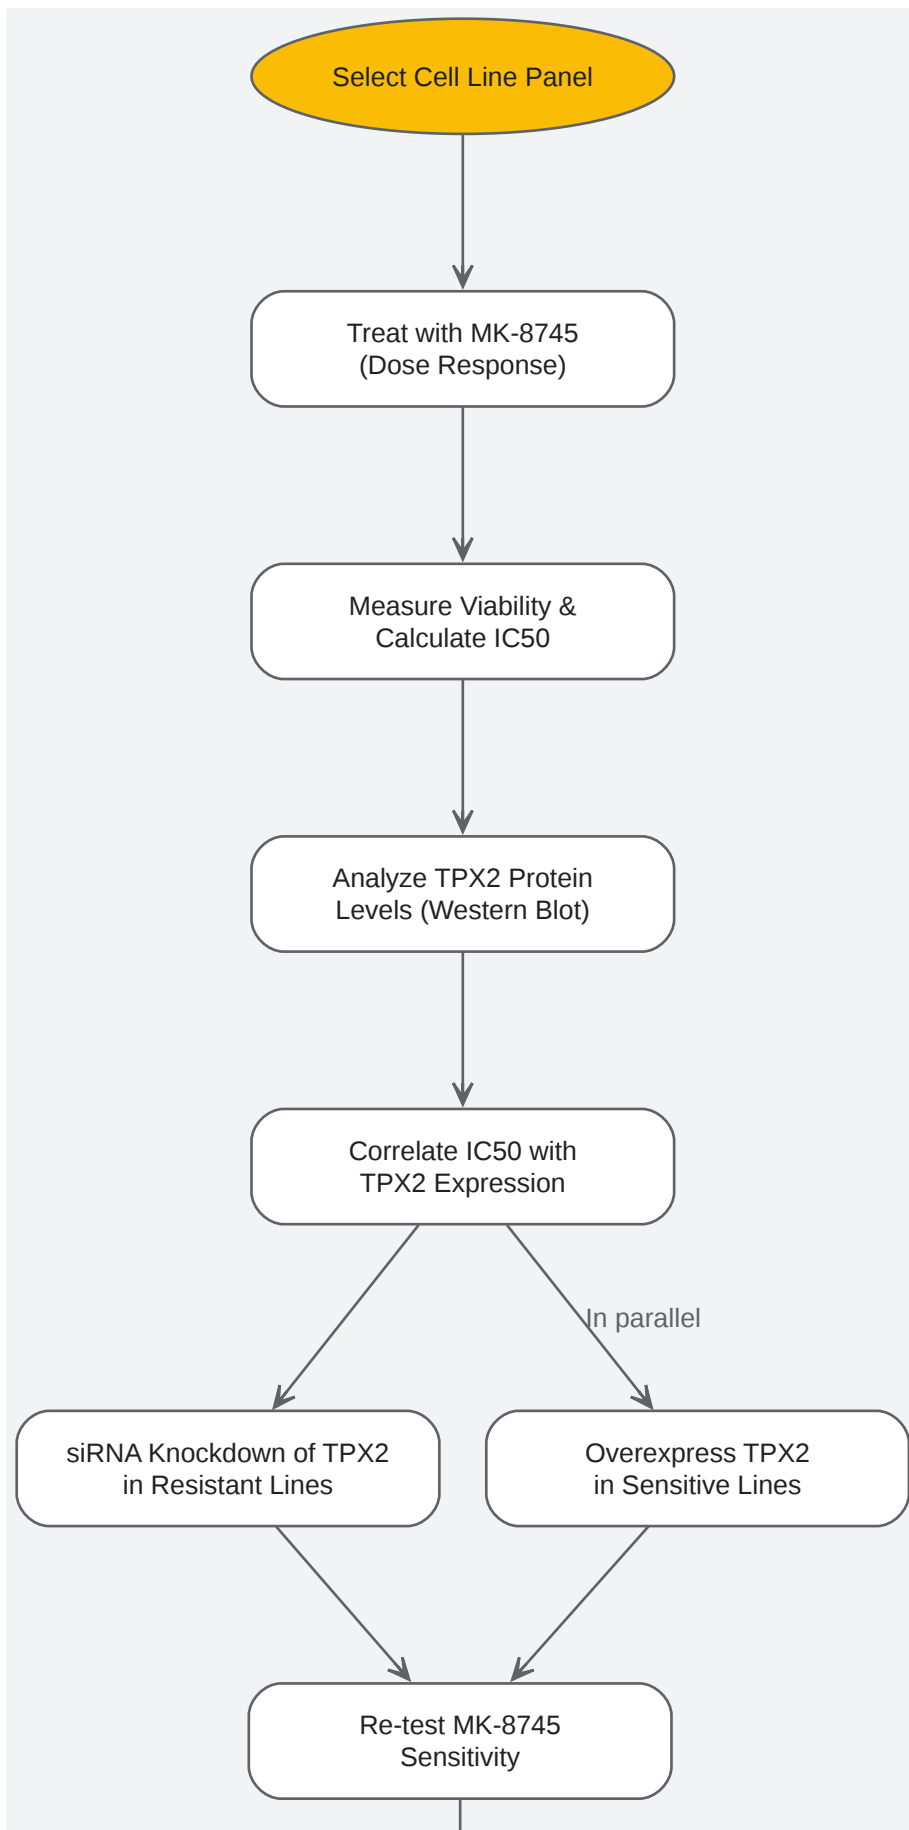 Select Cell Line Panel
Treat with MK-8745
(Dose Response)
Measure Viability &
Calculate IC50
Analyze TPX2 Protein
Levels (Western Blot)
Correlate IC50 with
TPX2 Expression
In parallel
siRNA Knockdown of TPX2
in Resistant Lines
Overexpress TPX2
in Sensitive Lines
Re-test MK-8745
Sensitivity